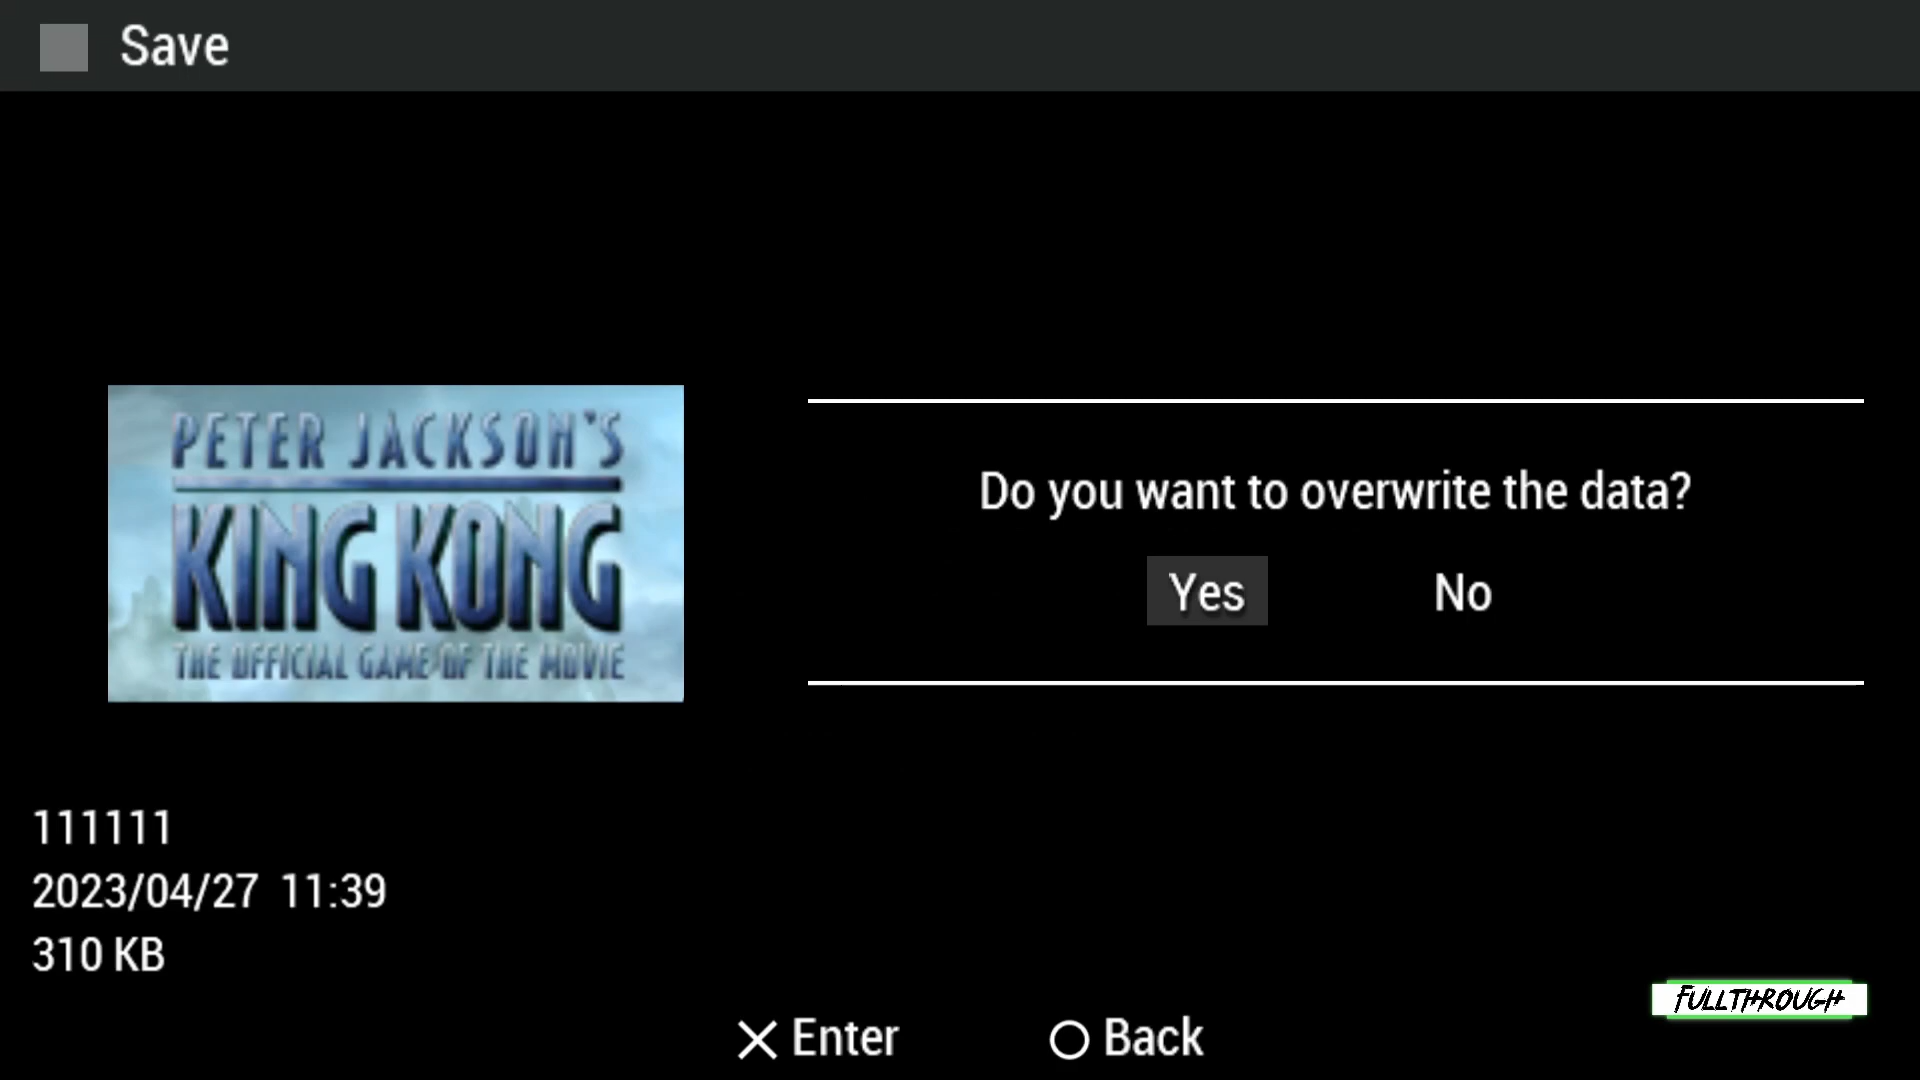 Save
PETER JACKSON'S
KING KONG
THE OFFICIAL GAME OF THE MOVIE
Do you want to overwrite the data?
Yes No
111111
2023/04/27 11:39
310 KB
FULLTHROUGH
Enter Back